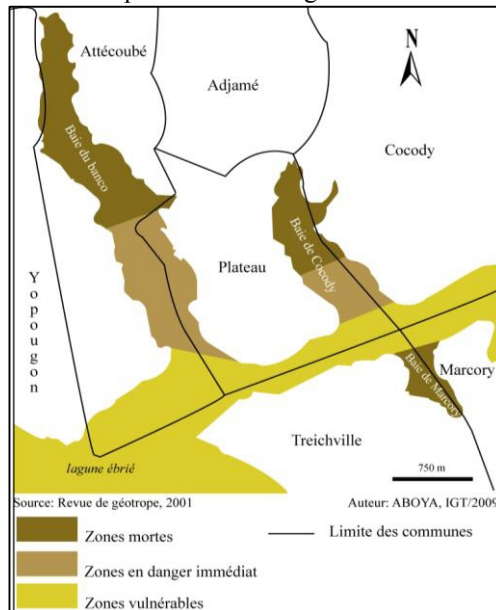 Attécoubé
N
Adjamé
Cocody
Baie du banco
Baie de Cocody
Plateau
Yopougon
Marcory
Baie de Marcory
Treichville
lagune ébrié
750 m
Source: Revue de géotrope, 2001
Auteur: ABOYA, IGT/2009
Zones mortes
Limite des communes
Zones en danger immédiat
Zones vulnérables